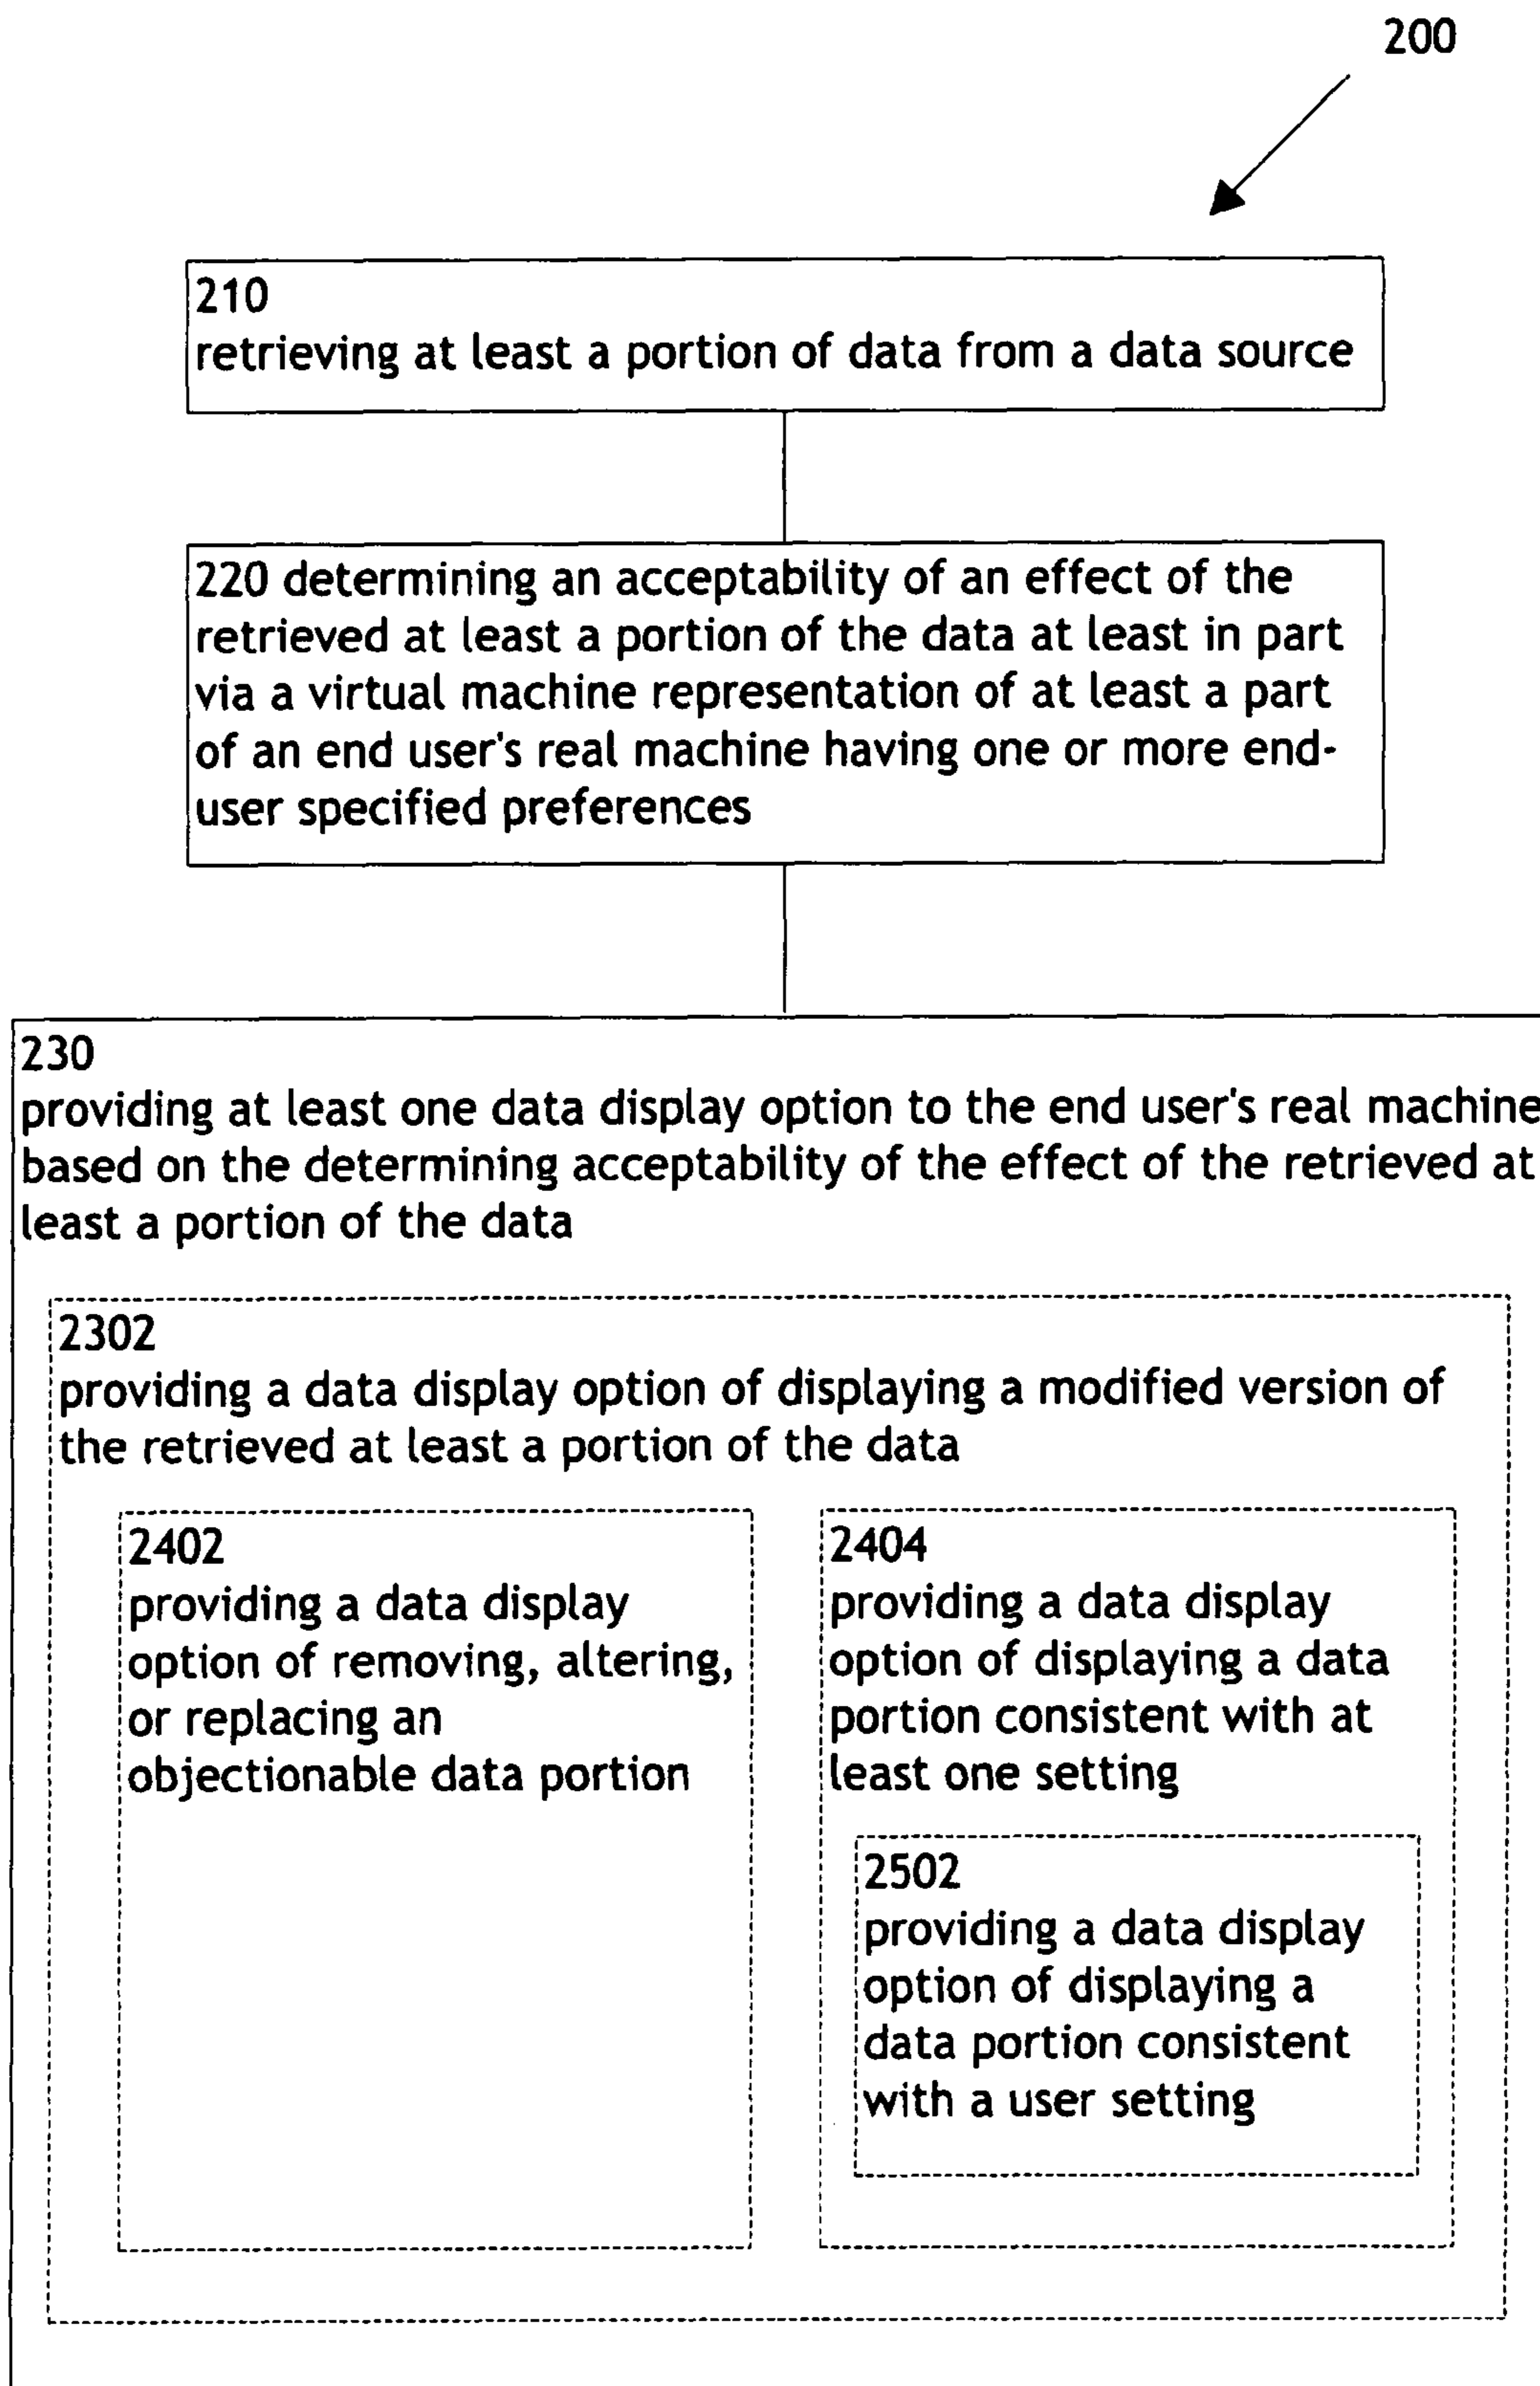 200
210
retrieving at least a portion of data from a data source
220 determining an acceptability of an effect of the
retrieved at least a portion of the data at least in part
via a virtual machine representation of at least a part
of an end user's real machine having one or more end-
user specified preferences
230
providing at least one data display option to the end user's real machine
based on the determining acceptability of the effect of the retrieved at
least a portion of the data
2302
providing a data display option of displaying a modified version of
the retrieved at least a portion of the data
2402
providing a data display
option of removing, altering,
or replacing an
objectionable data portion
2404
providing a data display
option of displaying a data
portion consistent with at
least one setting
2502
providing a data display
option of displaying a
data portion consistent
with a user setting